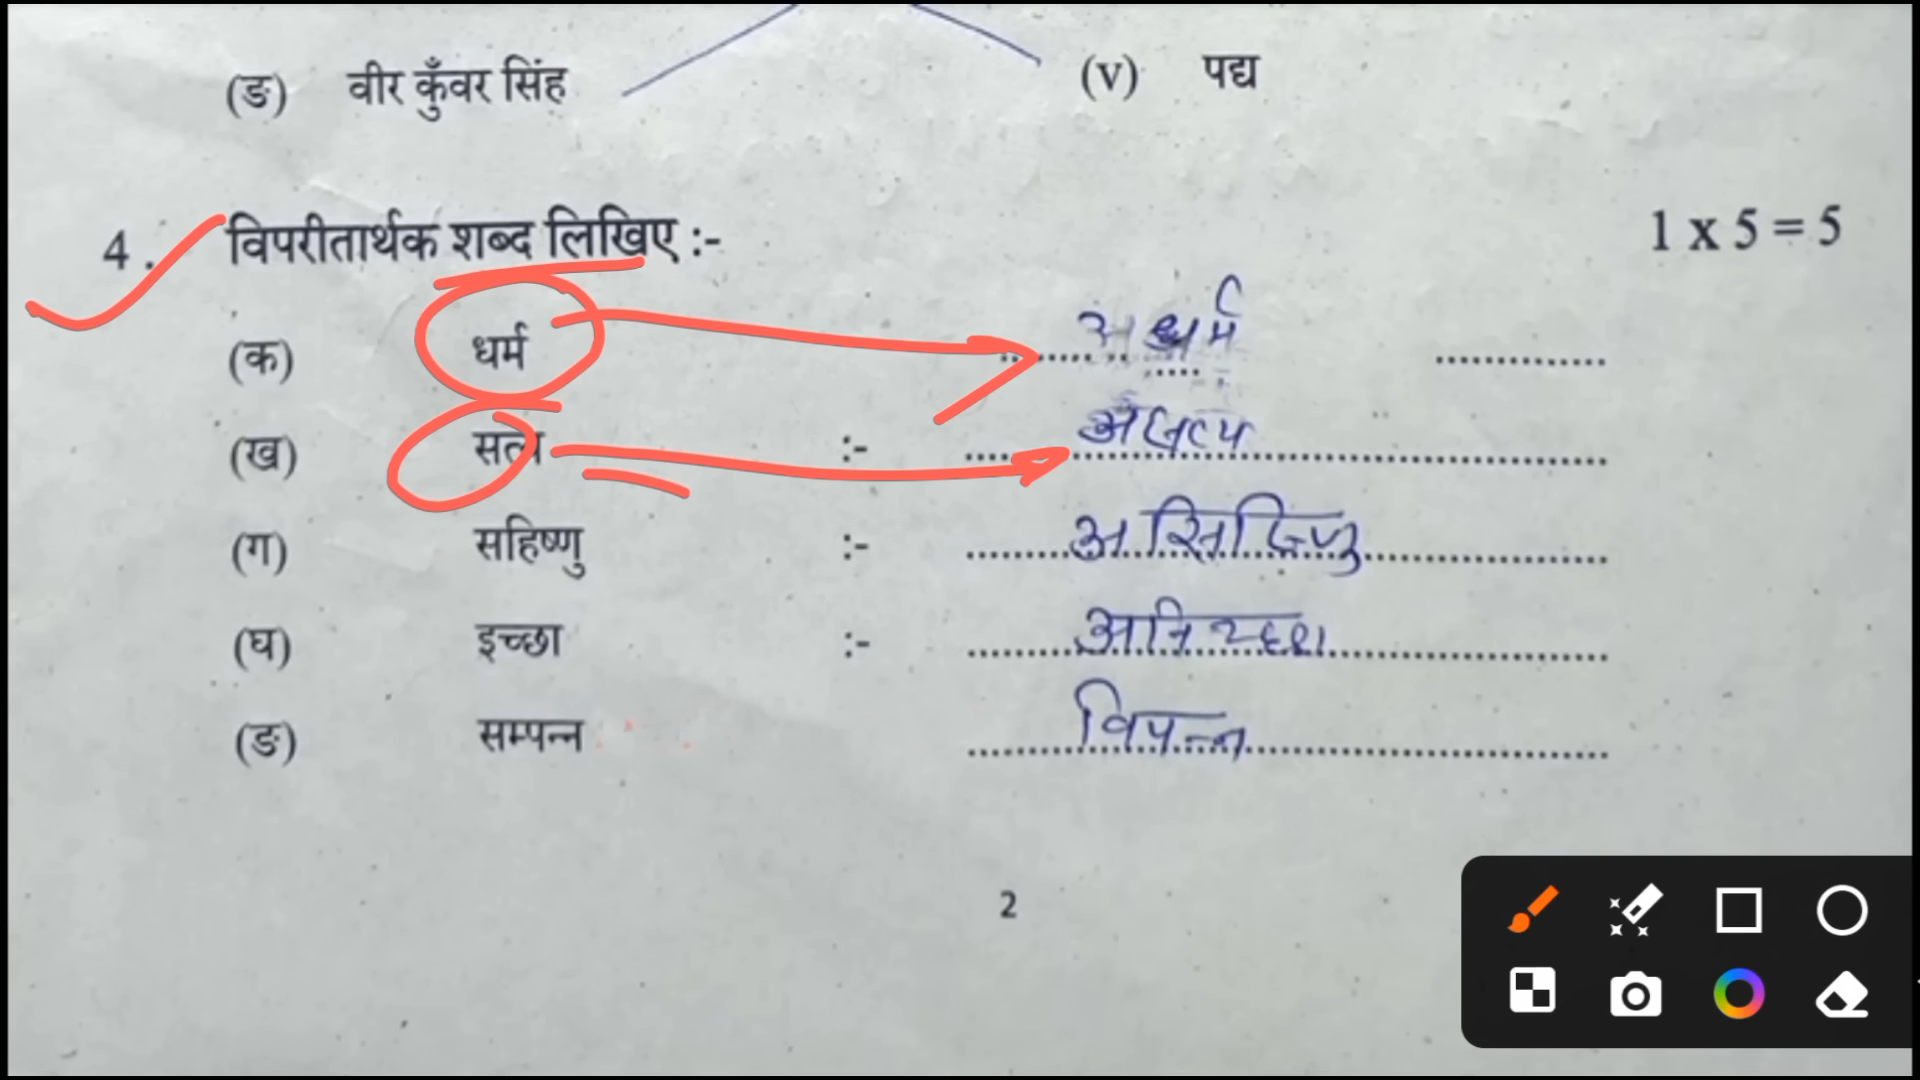 (ङ) वीर कुँवर सिंह (v) पद्य
4. विपरीतार्थक शब्द लिखिए :- 1 x 5 = 5
(क) धर्म .......... अधर्म ..............
(ख) सत्य :- .......... असत्य ..............
(ग) सहिष्णु :- .......... असिहिष्णु ..............
(घ) इच्छा :- .......... अनिच्छा ..............
(ङ) सम्पन्न .......... विपन्न ..............
2